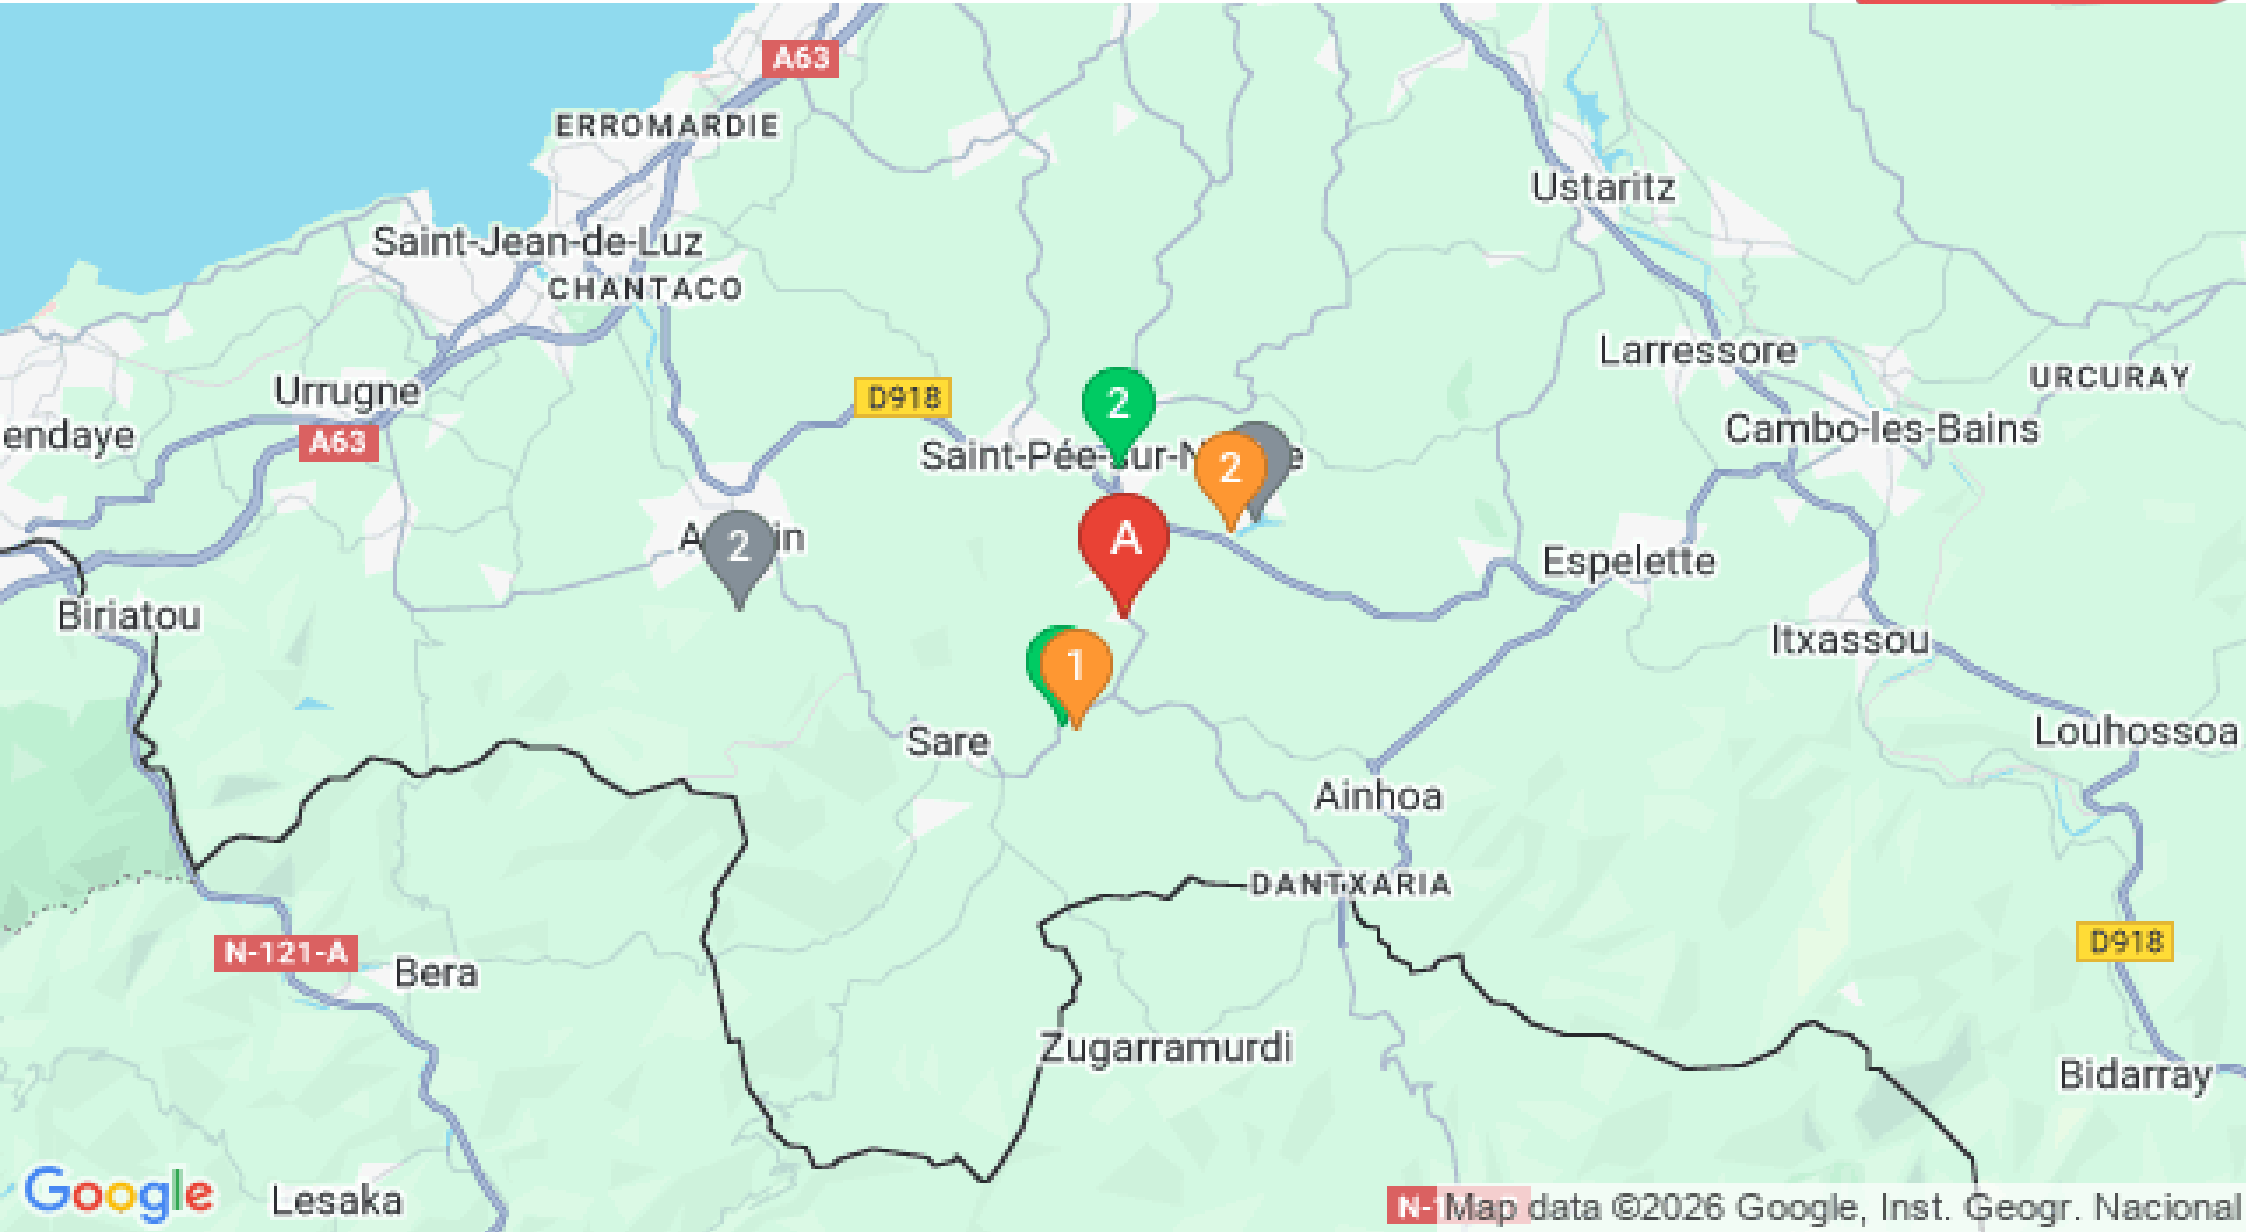 A63
ERROMARDIE
Ustaritz
Saint-Jean-de-Luz
CHANTACO
Larressore
URCURAY
Urrugne
D918
2
endaye
A63
Cambo-les-Bains
Saint-Pée-sur-N e
2
A in
2
A
Espelette
Biriatou
Itxassou
1
Sare
Louhossoa
Ainhoa
DANTXARIA
N-121-A
D918
Bera
Zugarramurdi
Bidarray
Google
Lesaka
N-1
Map data ©2026 Google, Inst. Geogr. Nacional